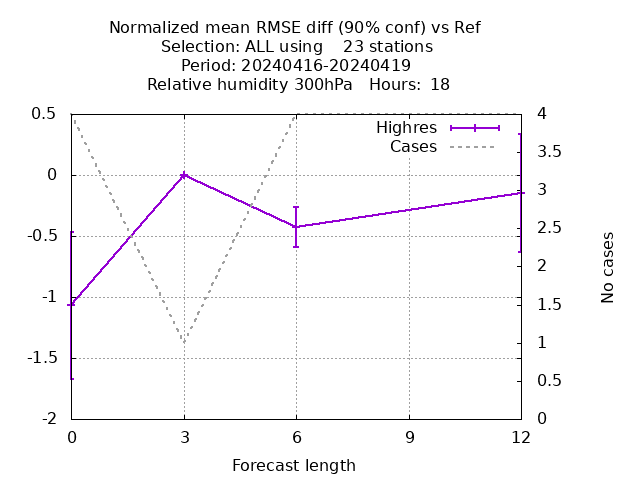 Normalized mean RMSE diff (90% conf) vs Ref
Selection: ALL using    23 stations
Period: 20240416-20240419
Relative humidity 300hPa   Hours: 18
Highres
Cases
0.5
0
-0.5
-1
-1.5
-2
4
3.5
3
2.5
2
1.5
1
0.5
0
No cases
0 3 6 9 12
Forecast length